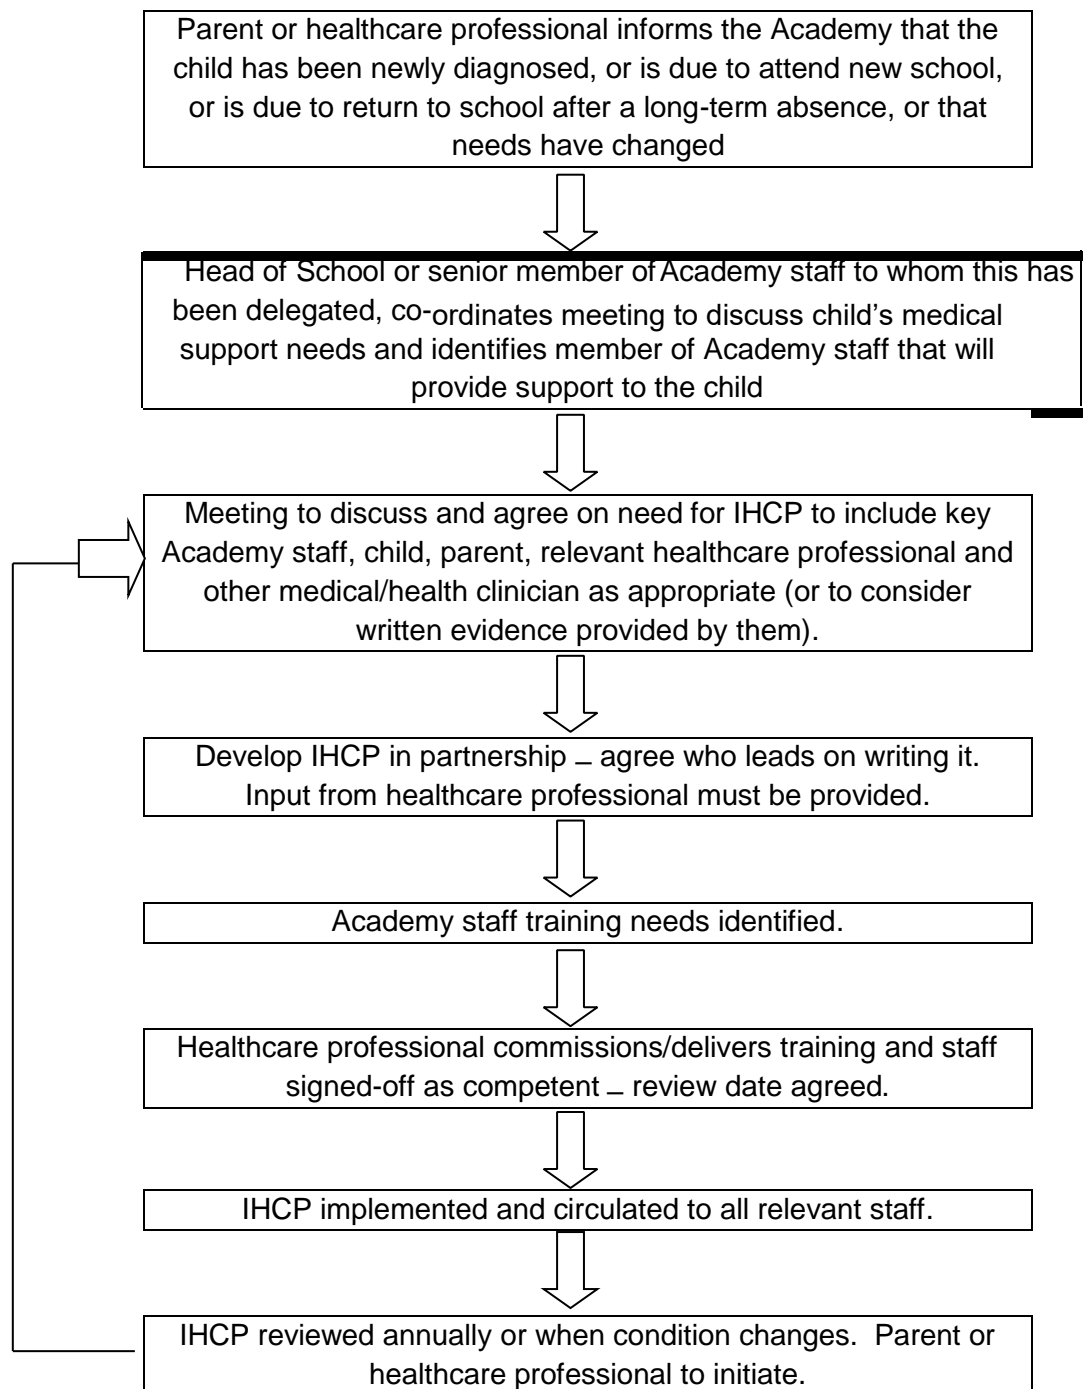 Parent or healthcare professional informs the Academy that the
child has been newly diagnosed, or is due to attend new school,
or is due to return to school after a long-term absence, or that
needs have changed
Head of School or senior member of Academy staff to whom this has
been delegated, co-ordinates meeting to discuss child's medical
support needs and identifies member of Academy staff that will
provide support to the child
Meeting to discuss and agree on need for IHCP to include key
Academy staff, child, parent, relevant healthcare professional and
other medical/health clinician as appropriate (or to consider
written evidence provided by them).
Develop IHCP in partnership – agree who leads on writing it.
Input from healthcare professional must be provided.
Academy staff training needs identified.
Healthcare professional commissions/delivers training and staff
signed-off as competent – review date agreed.
IHCP implemented and circulated to all relevant staff.
IHCP reviewed annually or when condition changes. Parent or
healthcare professional to initiate.